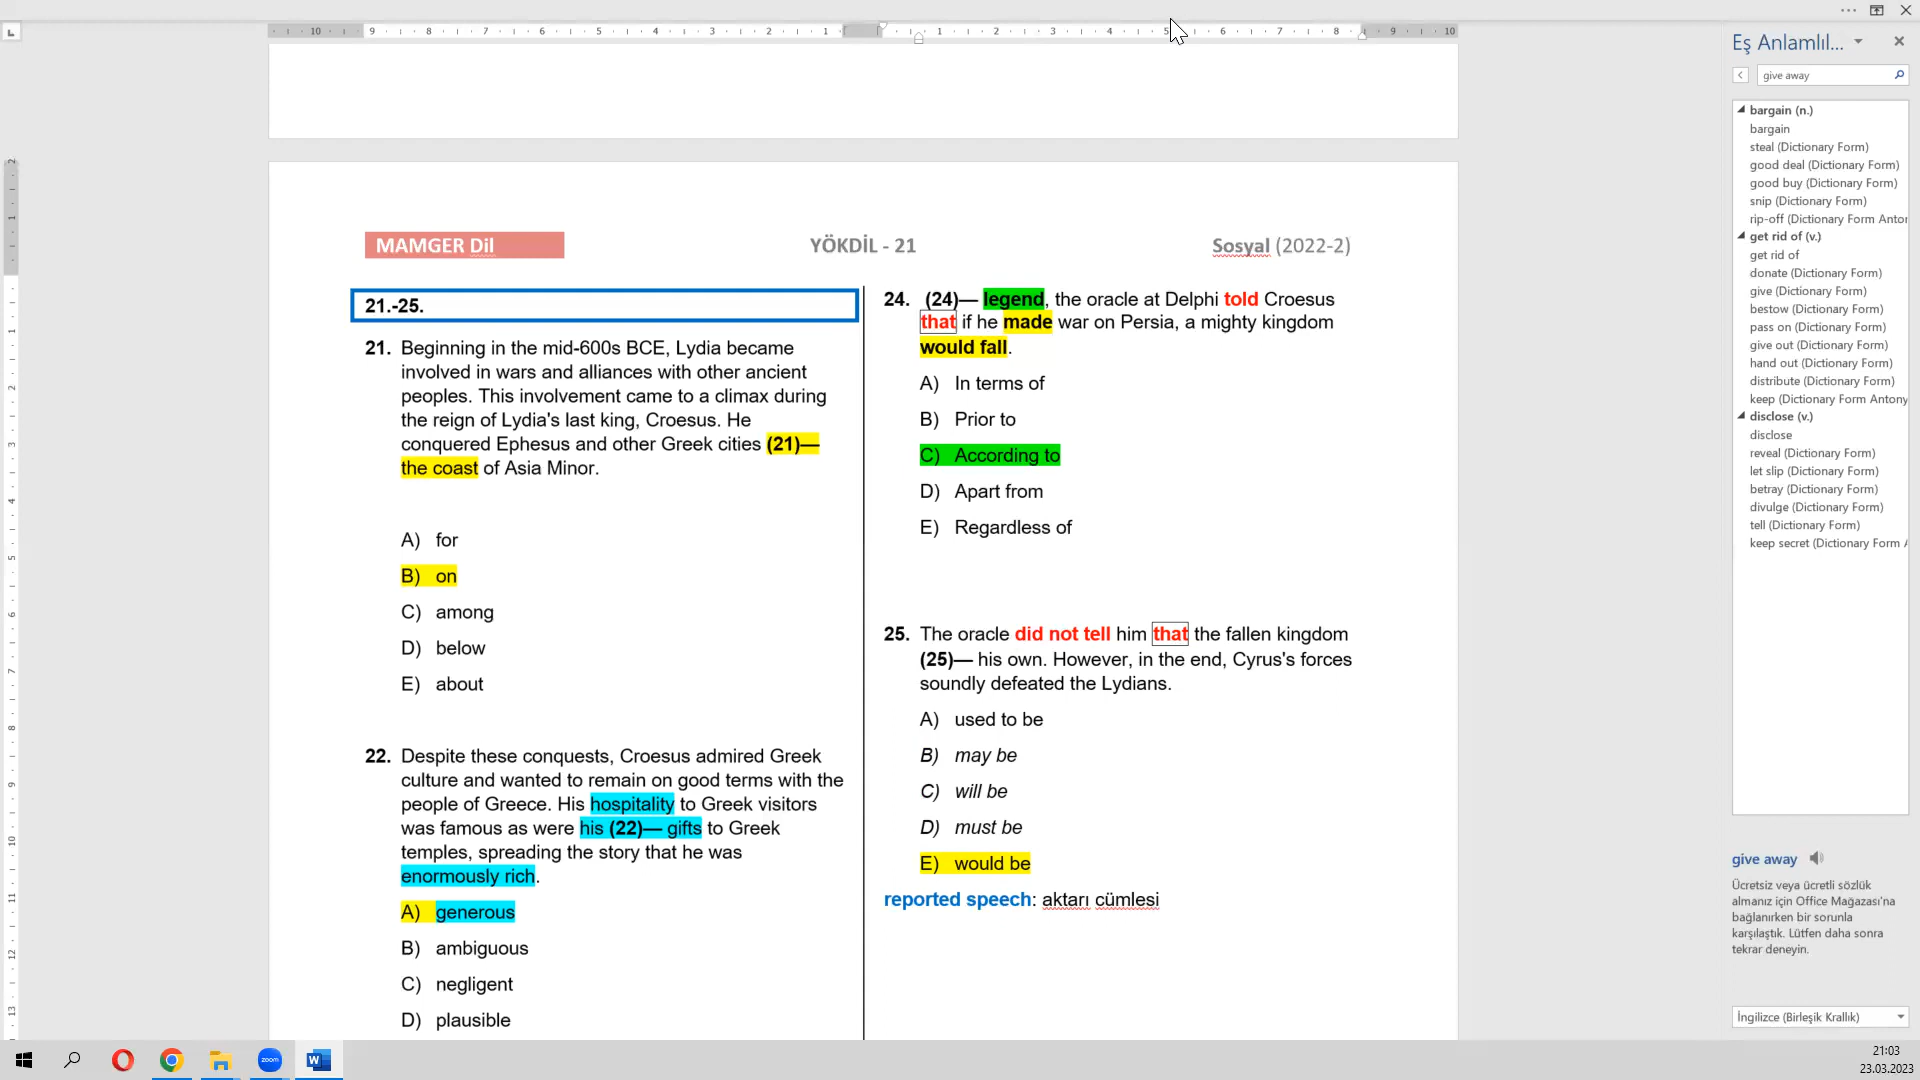 Eş Anlamlıl...
give away
bargain (n.)
bargain
steal (Dictionary Form)
good deal (Dictionary Form)
good buy (Dictionary Form)
snip (Dictionary Form)
rip-off (Dictionary Form Anto
get rid of (v.)
get rid of
donate (Dictionary Form)
give (Dictionary Form)
bestow (Dictionary Form)
pass on (Dictionary Form)
give out (Dictionary Form)
hand out (Dictionary Form)
distribute (Dictionary Form)
keep (Dictionary Form Antony
disclose (v.)
disclose
reveal (Dictionary Form)
let slip (Dictionary Form)
betray (Dictionary Form)
divulge (Dictionary Form)
tell (Dictionary Form)
keep secret (Dictionary Form A
give away
Ücretsiz veya ücretli sözlük
almanız için Office Mağazası'na
bağlanırken bir sorunla
karşılaştık. Lütfen daha sonra
tekrar deneyin.
İngilizce (Birleşik Krallık)
MAMGER Dil
YÖKDİL - 21
Sosyal (2022-2)
21.-25.
21. Beginning in the mid-600s BCE, Lydia became
involved in wars and alliances with other ancient
peoples. This involvement came to a climax during
the reign of Lydia's last king, Croesus. He
conquered Ephesus and other Greek cities (21)—
the coast of Asia Minor.
A) for
B) on
C) among
D) below
E) about
22. Despite these conquests, Croesus admired Greek
culture and wanted to remain on good terms with the
people of Greece. His hospitality to Greek visitors
was famous as were his (22)— gifts to Greek
temples, spreading the story that he was
enormously rich.
A) generous
B) ambiguous
C) negligent
D) plausible
24. (24)— legend, the oracle at Delphi told Croesus
that if he made war on Persia, a mighty kingdom
would fall.
A) In terms of
B) Prior to
C) According to
D) Apart from
E) Regardless of
25. The oracle did not tell him that the fallen kingdom
(25)— his own. However, in the end, Cyrus's forces
soundly defeated the Lydians.
A) used to be
B) may be
C) will be
D) must be
E) would be
reported speech: aktarı cümlesi
zoom
21:03
23.03.2023